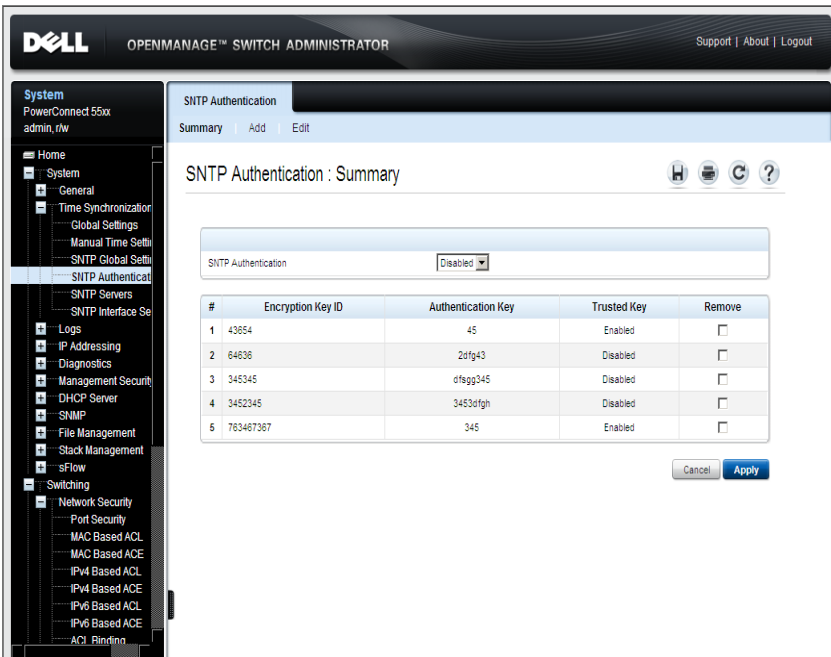 DELL OPENMANAGE™ SWITCH ADMINISTRATOR
Support | About | Logout
System
PowerConnect 55xx
admin, r/w
Home
System
General
Time Synchronization
Global Settings
Manual Time Settin
SNTP Global Settin
SNTP Authenticati
SNTP Servers
SNTP Interface Se
Logs
IP Addressing
Diagnostics
Management Security
DHCP Server
SNMP
File Management
Stack Management
sFlow
Switching
Network Security
Port Security
MAC Based ACL
MAC Based ACE
IPv4 Based ACL
IPv4 Based ACE
IPv6 Based ACL
IPv6 Based ACE
ACL Binding
SNTP Authentication
Summary Add Edit
SNTP Authentication : Summary
SNTP Authentication Disabled
# Encryption Key ID Authentication Key Trusted Key Remove
1 43654 45 Enabled
2 64636 2dfg43 Disabled
3 345345 dfsgg345 Disabled
4 3452345 3453dfgh Disabled
5 763467367 345 Enabled
Cancel Apply